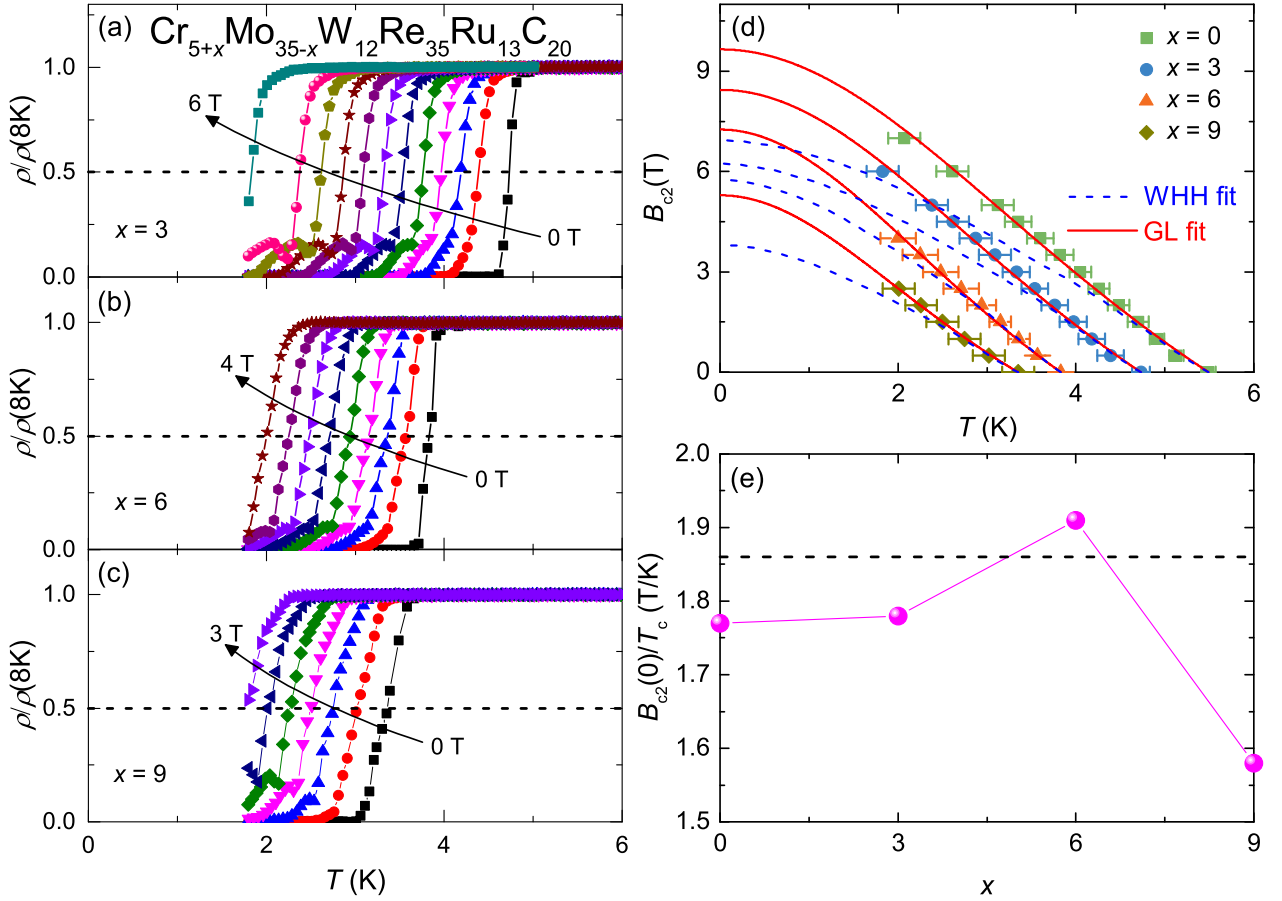 (a) Cr5+xMo35-xW12Re35Ru13C20
1.0
0.5
0.0
ρ/ρ(8K)
6 T
0 T
x = 3
(b)
1.0
0.5
0.0
ρ/ρ(8K)
4 T
0 T
x = 6
(c)
1.0
0.5
0.0
ρ/ρ(8K)
3 T
0 T
x = 9
0 2 4 6
T (K)
(d)
9
6
3
0
Bc2(T)
x = 0
x = 3
x = 6
x = 9
WHH fit
GL fit
2 4 6
T (K)
(e)
2.0
1.9
1.8
1.7
1.6
1.5
Bc2(0)/Tc (T/K)
0 3 6 9
x